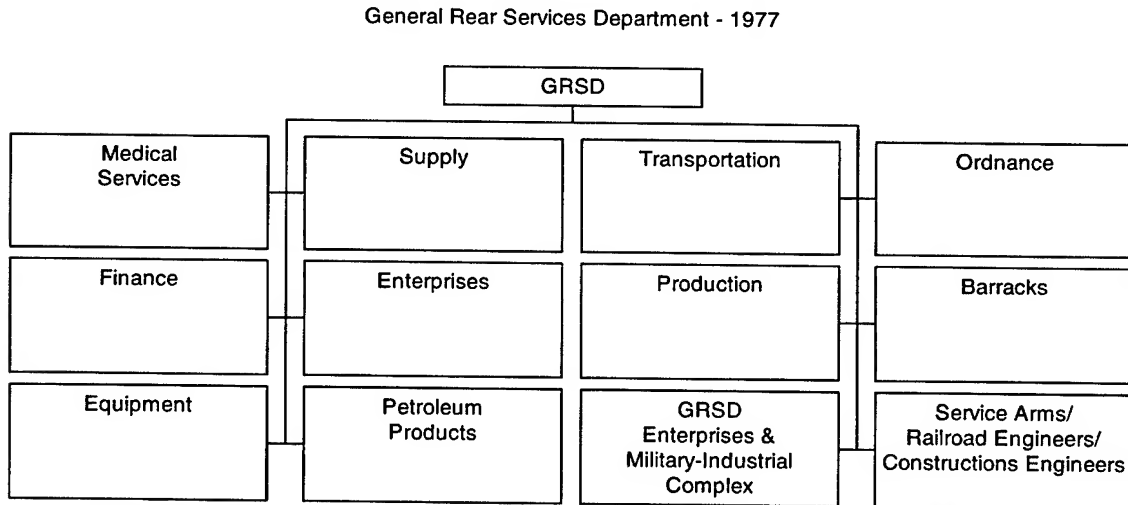 General Rear Services Department - 1977
GRSD
Medical
Services
Supply
Transportation
Ordnance
Finance
Enterprises
Production
Barracks
Equipment
Petroleum
Products
GRSD
Enterprises &
Military-Industrial
Complex
Service Arms/
Railroad Engineers/
Constructions Engineers